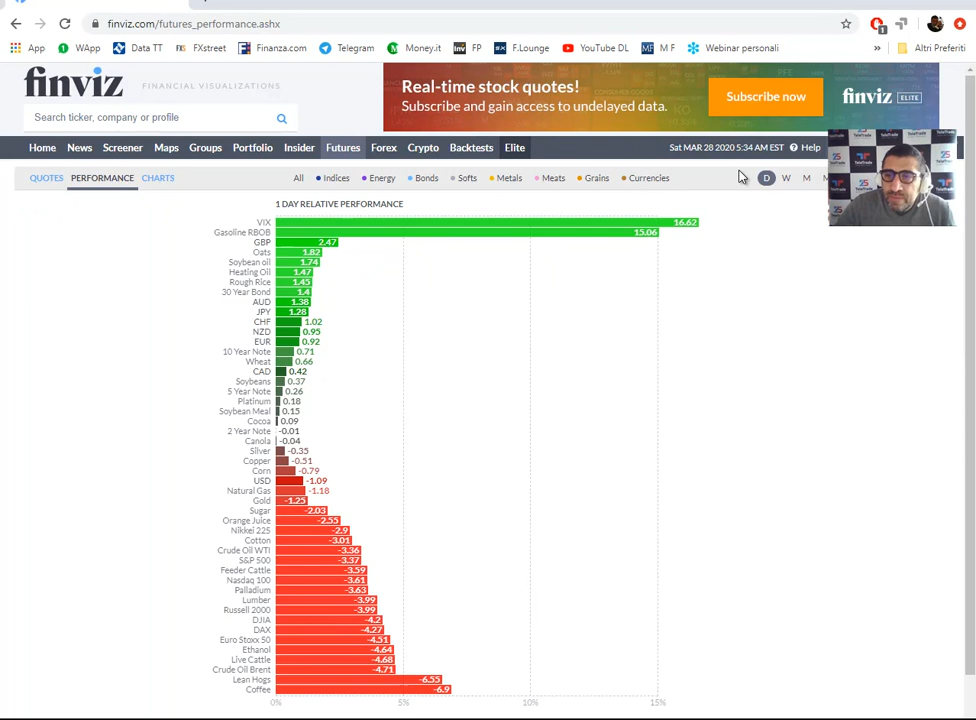 finviz.com/futures_performance.ashx
App WApp Data TT FXS FXstreet Finanza.com Telegram Money.it Inv FP F.Lounge YouTube DL MF M F Webinar personali » Altri Preferiti
finviz FINANCIAL VISUALIZATIONS
Real-time stock quotes!
Subscribe and gain access to undelayed data.
Subscribe now
finviz ELITE
Search ticker, company or profile
Home News Screener Maps Groups Portfolio Insider Futures Forex Crypto Backtests Elite
Sat MAR 28 2020 5:34 AM EST Help
QUOTES PERFORMANCE CHARTS
All Indices Energy Bonds Softs Metals Meats Grains Currencies
D W M
1 DAY RELATIVE PERFORMANCE
VIX 16.62
Gasoline RBOB 15.06
GBP 2.47
Oats 1.82
Soybean oil 1.74
Heating Oil 1.47
Rough Rice 1.45
30 Year Bond 1.4
AUD 1.38
JPY 1.28
CHF 1.02
NZD 0.95
EUR 0.92
10 Year Note 0.71
Wheat 0.66
CAD 0.42
Soybeans 0.37
5 Year Note 0.26
Platinum 0.18
Soybean Meal 0.15
Cocoa 0.09
2 Year Note -0.01
Canola -0.04
Silver -0.35
Copper -0.51
Corn -0.79
USD -1.09
Natural Gas -1.18
Gold -1.25
Sugar -2.03
Orange Juice -2.55
Nikkei 225 -2.9
Cotton -3.01
Crude Oil WTI -3.36
S&P 500 -3.37
Feeder Cattle -3.59
Nasdaq 100 -3.61
Palladium -3.63
Lumber -3.99
Russell 2000 -3.99
DJIA -4.2
DAX -4.27
Euro Stoxx 50 -4.51
Ethanol -4.64
Live Cattle -4.68
Crude Oil Brent -4.71
Lean Hogs -6.55
Coffee -6.9
0% 5% 10% 15%